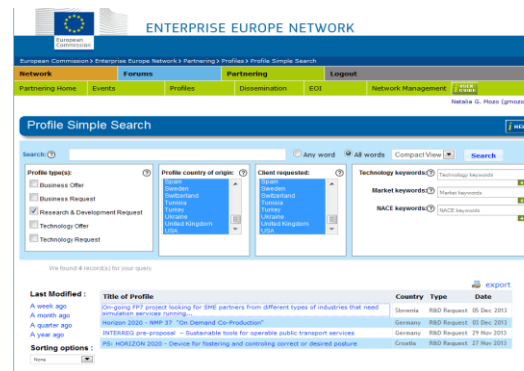 ENTERPRISE EUROPE NETWORK
European
Commission
European Commission > Enterprise Europe Network > Partnering > Profiles > Profile Simple Search
Network Forums Partnering Logout
Partnering Home Events Profiles Dissemination EOI Network Management USER GUIDE
Natalia G. Mozo (gmozo
Profile Simple Search
Search: Any word All words Compact View Search
Profile type(s):
Business Offer
Business Request
Research & Development Request
Technology Offer
Technology Request
Profile country of origin:
Spain
Sweden
Switzerland
Tunisia
Turkey
Ukraine
United Kingdom
USA
Client requested:
Spain
Sweden
Switzerland
Tunisia
Turkey
Ukraine
United Kingdom
USA
Technology keywords: Technology keywords
Market keywords: Market keywords
NACE keywords: NACE keywords
We found 4 record(s) for your query
export
Last Modified :
A week ago
A month ago
A quarter ago
A year ago
Sorting options :
None
Title of Profile Country Type Date
On-going FP7 project looking for SME partners from different types of industries that need
simulation services running... Slovenia R&D Request 05 Dec 2013
Horizon 2020 - NMP 37 "On Demand Co-Production" Germany R&D Request 02 Dec 2013
INTERREG pre-proposal - Sustainable tools for operable public transport services Germany R&D Request 29 Nov 2013
PS: HORIZON 2020 - Device for fostering and controling correct or desired posture Croatia R&D Request 27 Nov 2013